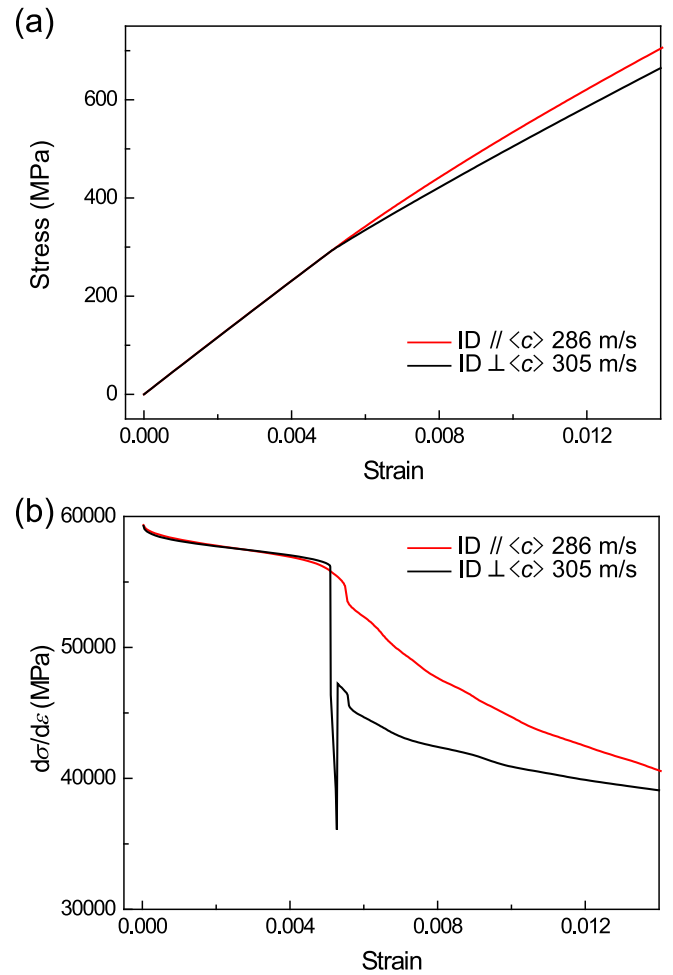 (a)
Stress (MPa)
600
400
200
0
ID // <c> 286 m/s
ID ⊥ <c> 305 m/s
0.000 0.004 0.008 0.012
Strain
(b)
dσ/dε (MPa)
60000
50000
40000
30000
ID // <c> 286 m/s
ID ⊥ <c> 305 m/s
0.000 0.004 0.008 0.012
Strain